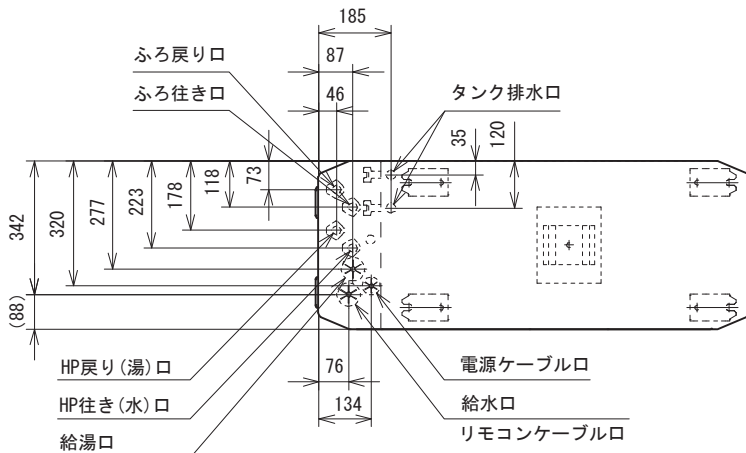 185
ふろ戻り口
87
ふろ往き口
46
タンク排水口
35
120
73
118
178
223
277
320
342
(88)
HP戻り(湯)口
76
電源ケーブル口
HP往き(水)口
134
給水口
給湯口
リモコンケーブル口